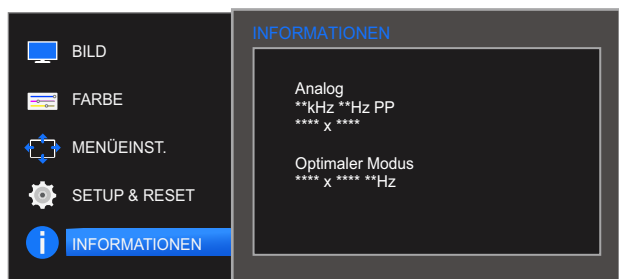 BILD
FARBE
MENÜEINST.
SETUP & RESET
INFORMATIONEN
INFORMATIONEN
Analog
**kHz **Hz PP
**** x ****
Optimaler Modus
**** x **** **Hz